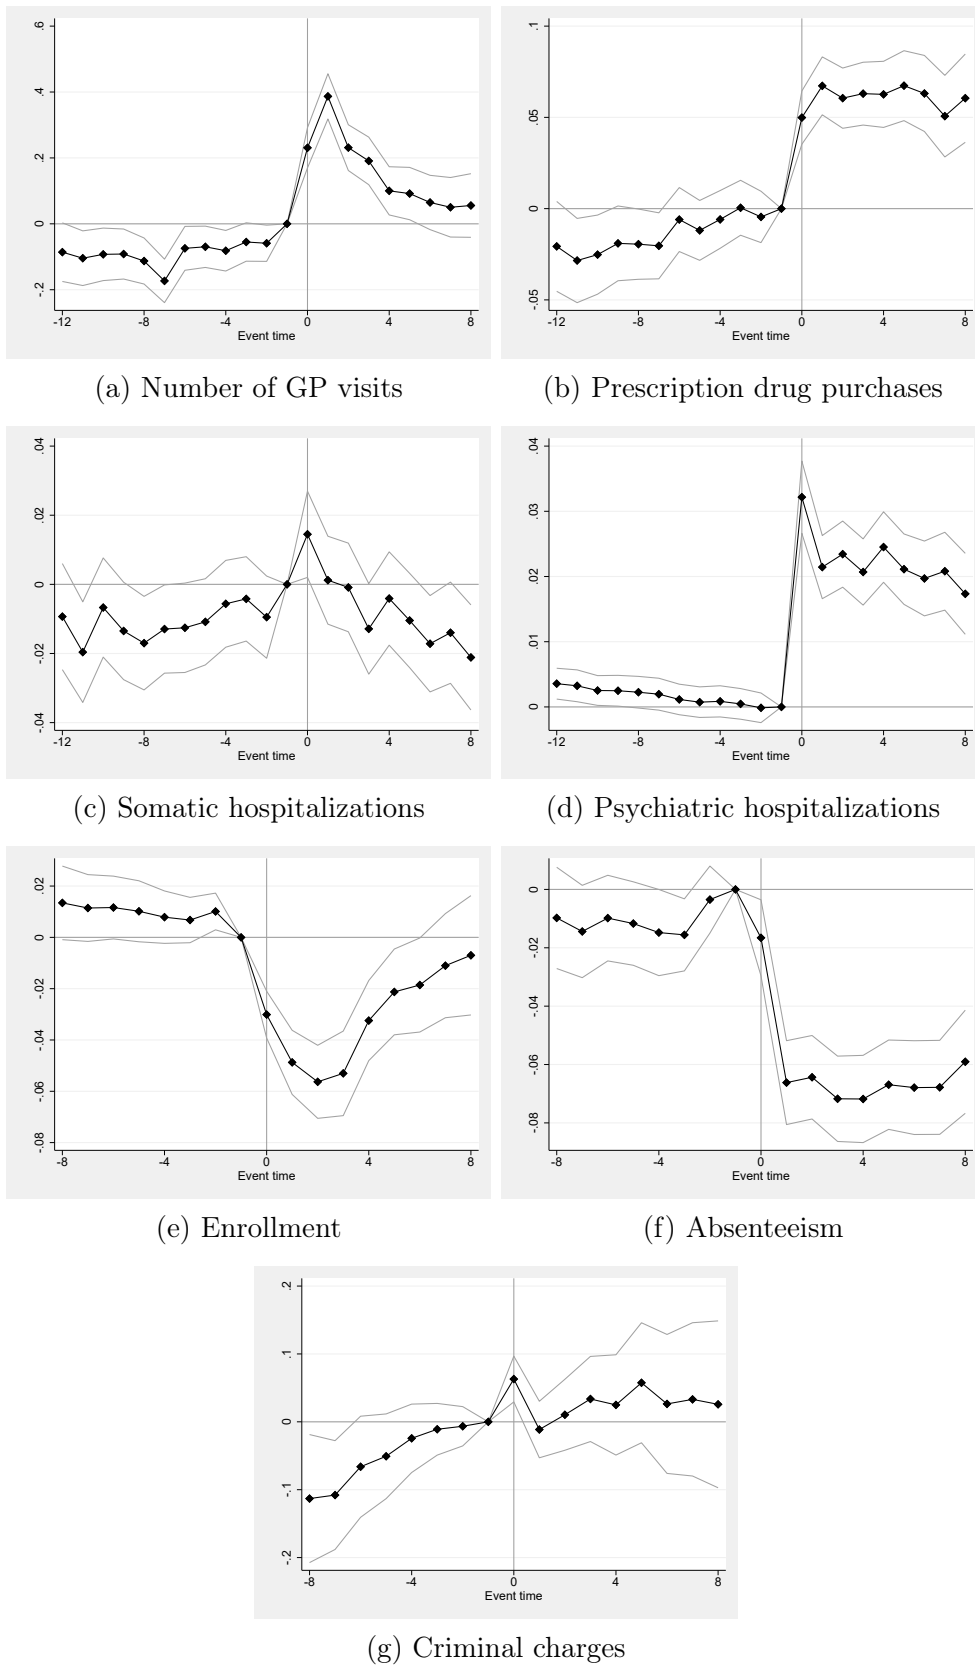 .6
.4
.2
0
-.2
-12 -8 -4 0 4 8
Event time
(a) Number of GP visits
.1
.05
0
-.05
-12 -8 -4 0 4 8
Event time
(b) Prescription drug purchases
.04
.02
0
-.02
-.04
-12 -8 -4 0 4 8
Event time
(c) Somatic hospitalizations
.04
.03
.02
.01
0
-12 -8 -4 0 4 8
Event time
(d) Psychiatric hospitalizations
.02
0
-.02
-.04
-.06
-.08
-8 -4 0 4 8
Event time
(e) Enrollment
0
-.02
-.04
-.06
-.08
-8 -4 0 4 8
Event time
(f) Absenteeism
.2
.1
0
-.1
-.2
-8 -4 0 4 8
Event time
(g) Criminal charges